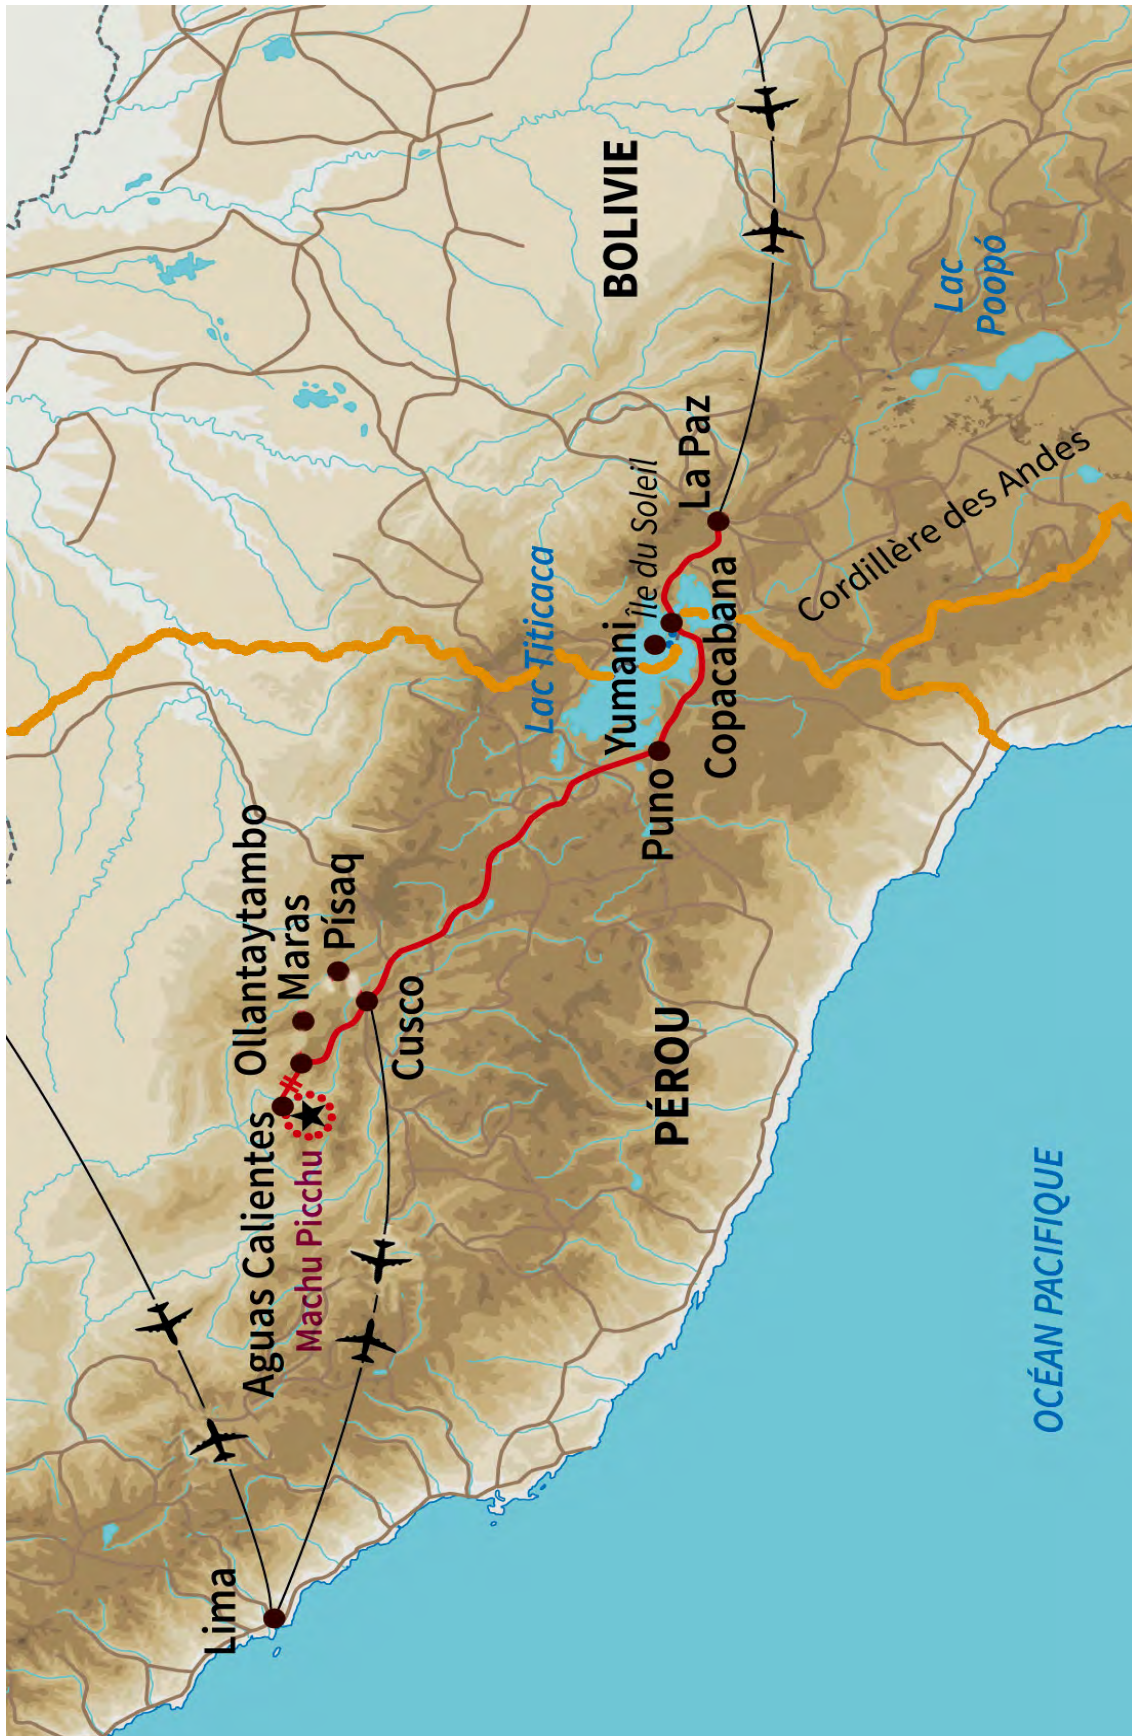 Lima
Aguas Calientes
Machu Picchu
Ollantaytambo
Maras
Písaq
Cusco
PÉROU
Puno
Lac Titicaca
Yumani
Île du Soleil
Copacabana
La Paz
BOLIVIE
Lac
Poopó
Cordillère des Andes
OCÉAN PACIFIQUE